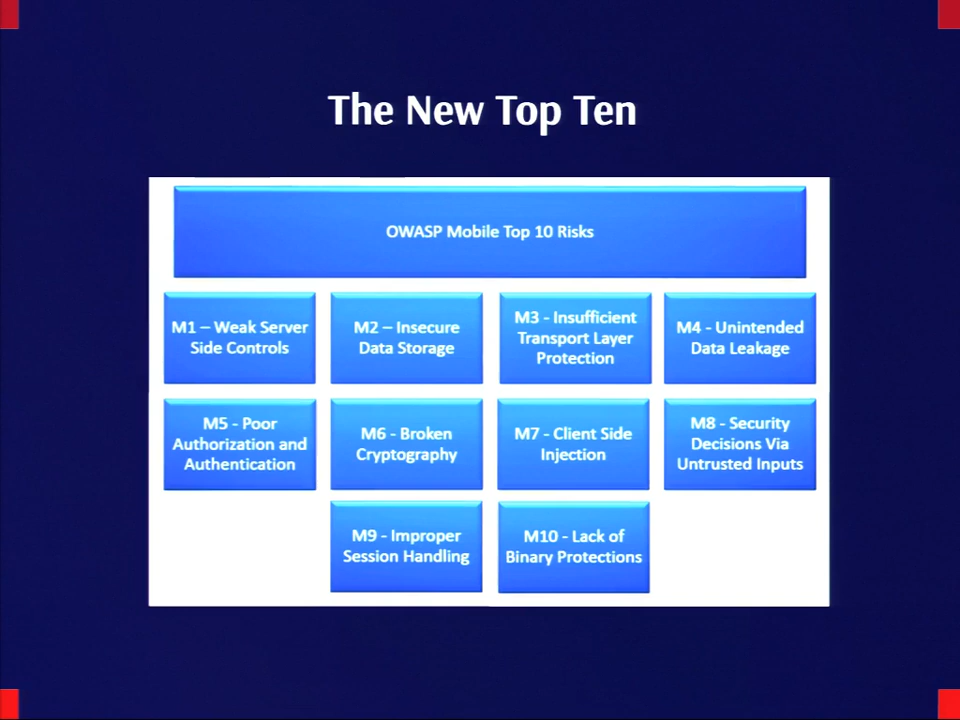 The New Top Ten
OWASP Mobile Top 10 Risks
M1 – Weak Server
Side Controls
M2 – Insecure
Data Storage
M3 - Insufficient
Transport Layer
Protection
M4 - Unintended
Data Leakage
M5 - Poor
Authorization and
Authentication
M6 - Broken
Cryptography
M7 - Client Side
Injection
M8 - Security
Decisions Via
Untrusted Inputs
M9 - Improper
Session Handling
M10 - Lack of
Binary Protections